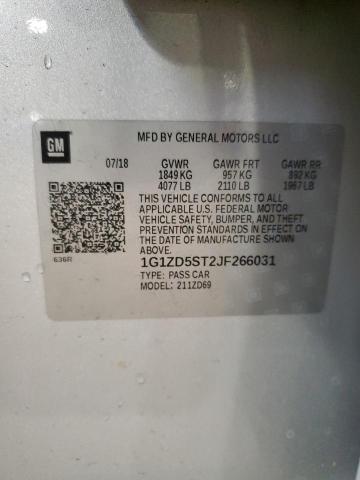 GM
MFD BY GENERAL MOTORS LLC
07/18 GVWR GAWR FRT GAWR RR
1849 KG 957 KG 892 KG
4077 LB 2110 LB 1967 LB
THIS VEHICLE CONFORMS TO ALL
APPLICABLE U.S. FEDERAL MOTOR
VEHICLE SAFETY, BUMPER, AND THEFT
PREVENTION STANDARDS IN EFFECT ON
THE DATE OF MANUFACTURE SHOWN
ABOVE.
636R
1G1ZD5ST2JF266031
TYPE: PASS CAR
MODEL: 211ZD69